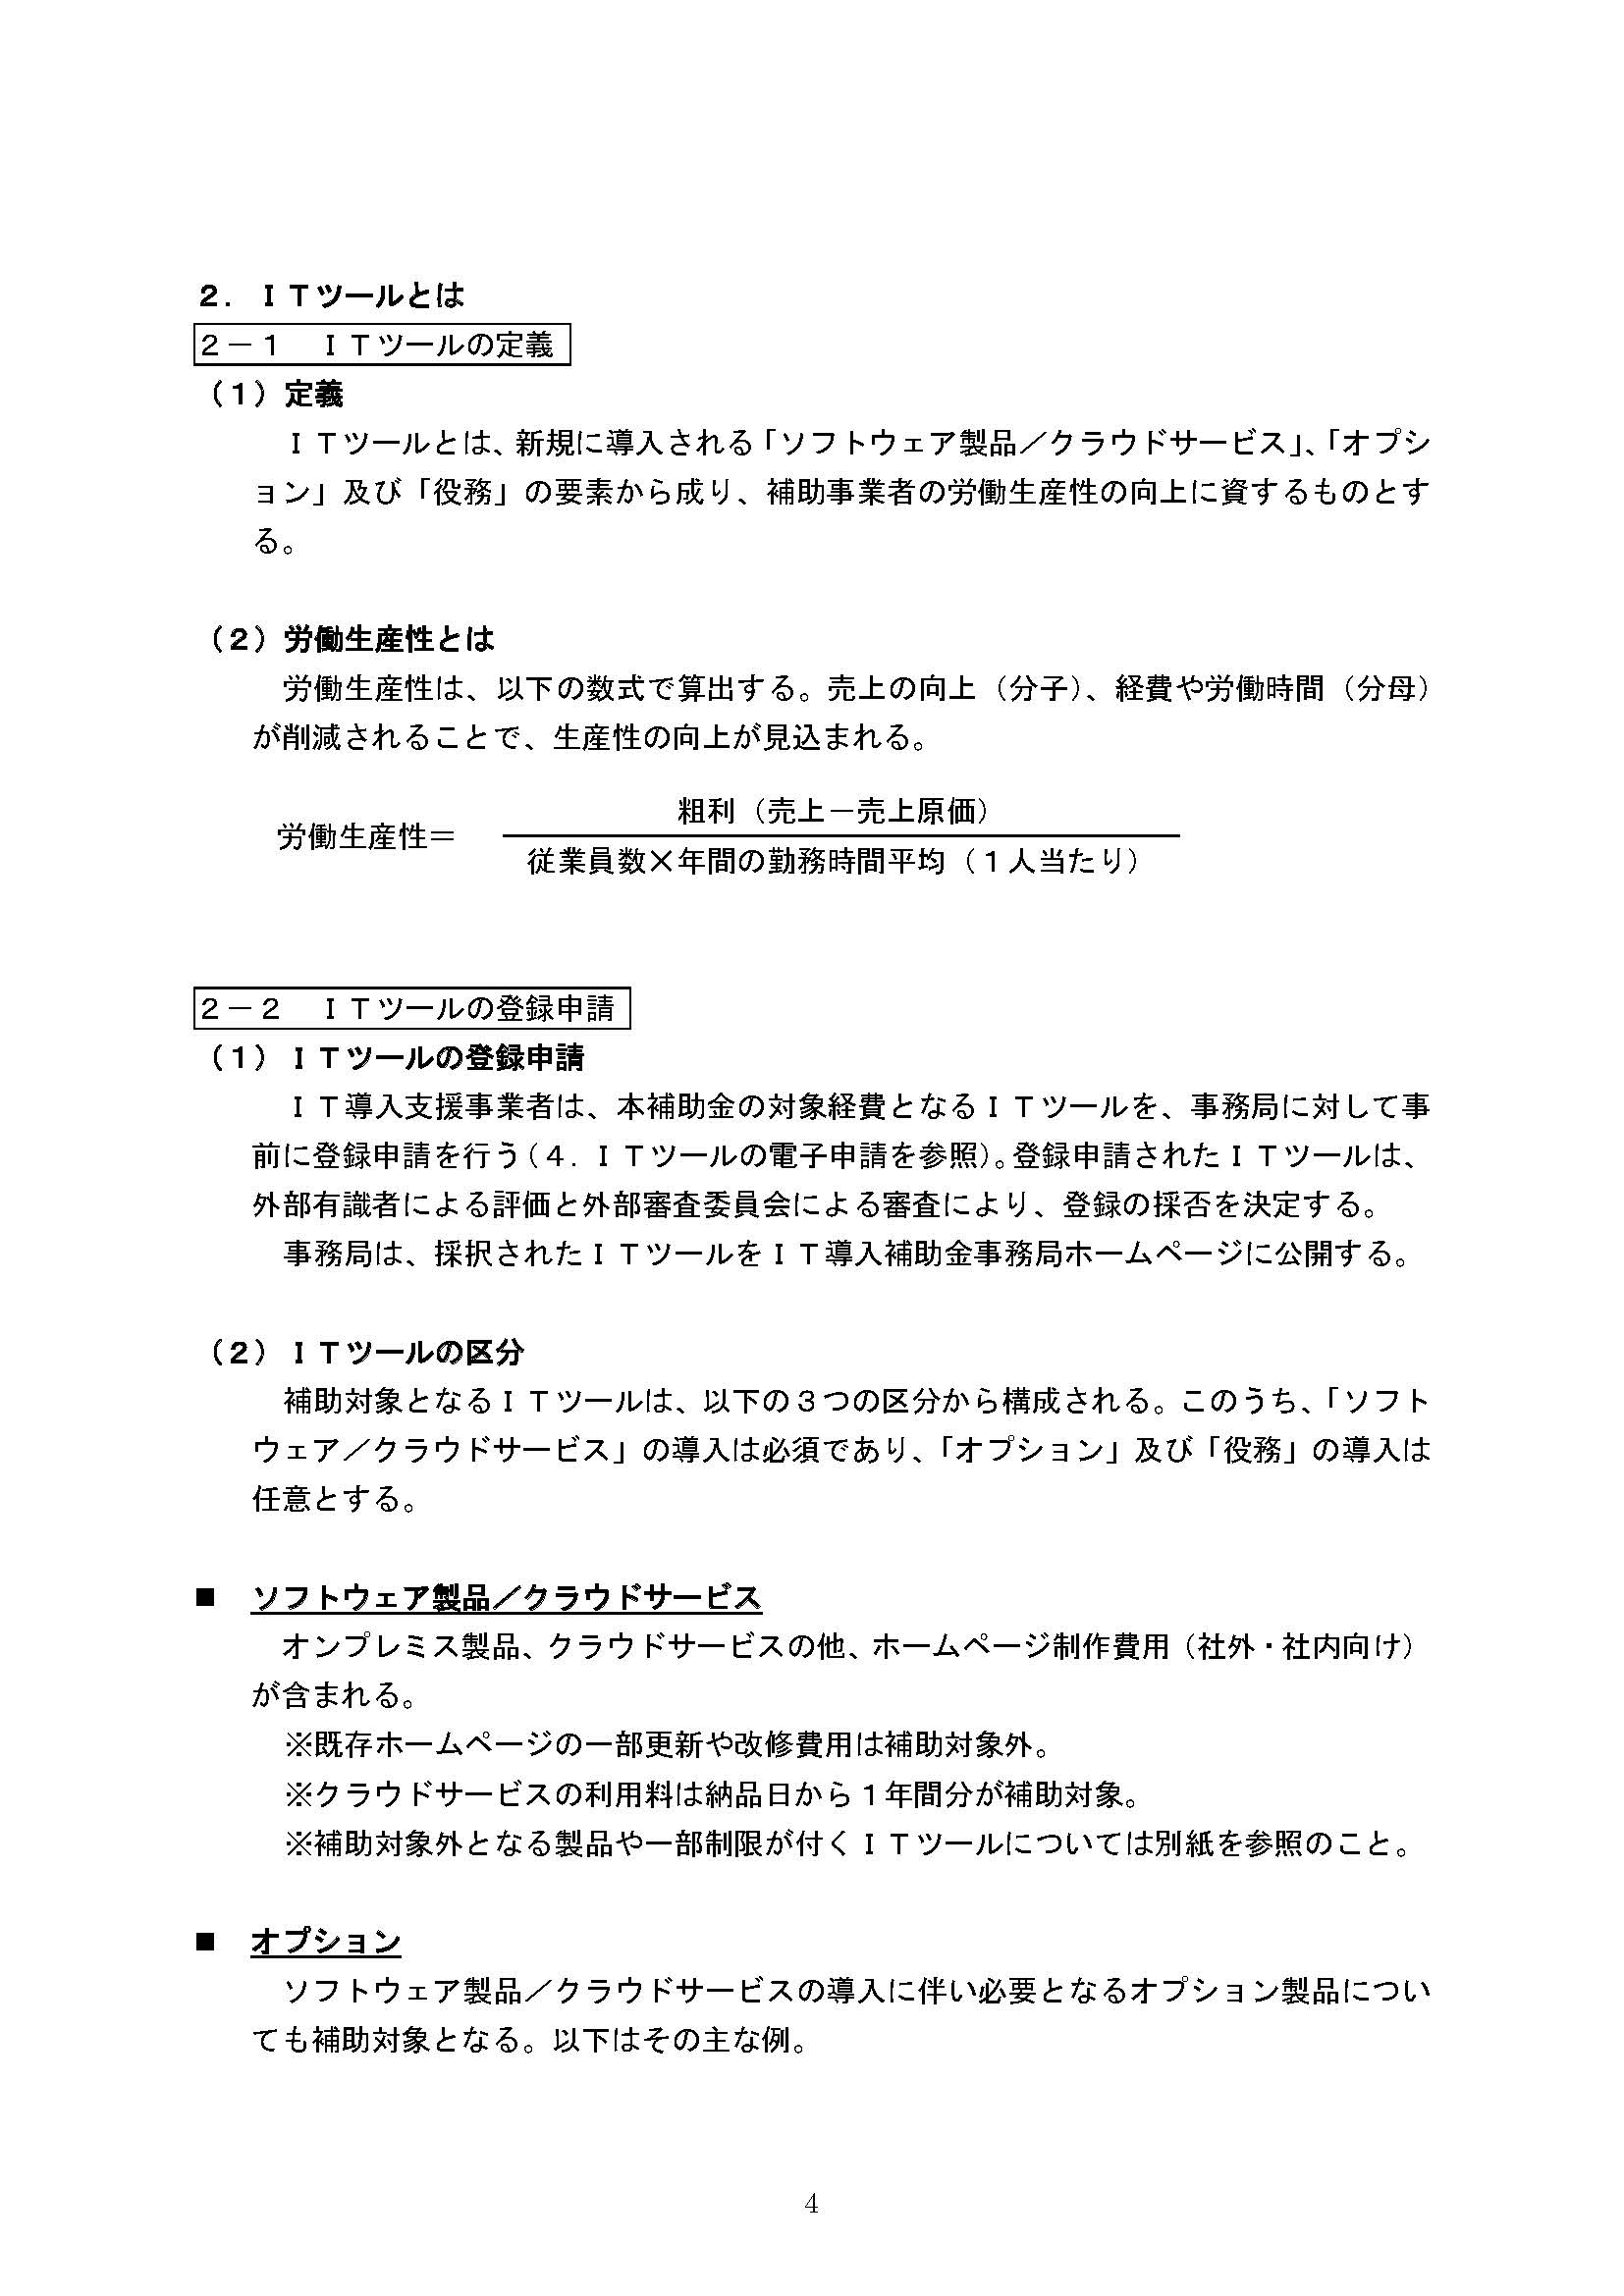 ２．ＩＴツールとは
２－１　ＩＴツールの定義
（１）定義
ＩＴツールとは、新規に導入される「ソフトウェア製品／クラウドサービス」、「オプシ
ョン」及び「役務」の要素から成り、補助事業者の労働生産性の向上に資するものとす
る。
（２）労働生産性とは
労働生産性は、以下の数式で算出する。売上の向上（分子）、経費や労働時間（分母）
が削減されることで、生産性の向上が見込まれる。
粗利（売上－売上原価）
労働生産性＝
従業員数×年間の勤務時間平均（１人当たり）
２－２　ＩＴツールの登録申請
（１）ＩＴツールの登録申請
ＩＴ導入支援事業者は、本補助金の対象経費となるＩＴツールを、事務局に対して事
前に登録申請を行う（４．ＩＴツールの電子申請を参照）。登録申請されたＩＴツールは、
外部有識者による評価と外部審査委員会による審査により、登録の採否を決定する。
事務局は、採択されたＩＴツールをＩＴ導入補助金事務局ホームページに公開する。
（２）ＩＴツールの区分
補助対象となるＩＴツールは、以下の３つの区分から構成される。このうち、「ソフト
ウェア／クラウドサービス」の導入は必須であり、「オプション」及び「役務」の導入は
任意とする。
■　ソフトウェア製品／クラウドサービス
オンプレミス製品、クラウドサービスの他、ホームページ制作費用（社外・社内向け）
が含まれる。
※既存ホームページの一部更新や改修費用は補助対象外。
※クラウドサービスの利用料は納品日から１年間分が補助対象。
※補助対象外となる製品や一部制限が付くＩＴツールについては別紙を参照のこと。
■　オプション
ソフトウェア製品／クラウドサービスの導入に伴い必要となるオプション製品につい
ても補助対象となる。以下はその主な例。
4